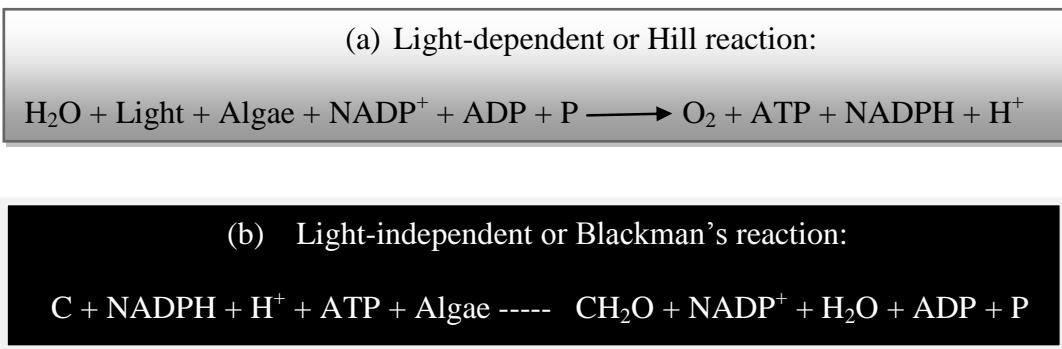 (a) Light-dependent or Hill reaction:
H₂O + Light + Algae + NADP⁺ + ADP + P ⟶ O₂ + ATP + NADPH + H⁺
(b) Light-independent or Blackman's reaction:
C + NADPH + H⁺ + ATP + Algae ----- CH₂O + NADP⁺ + H₂O + ADP + P